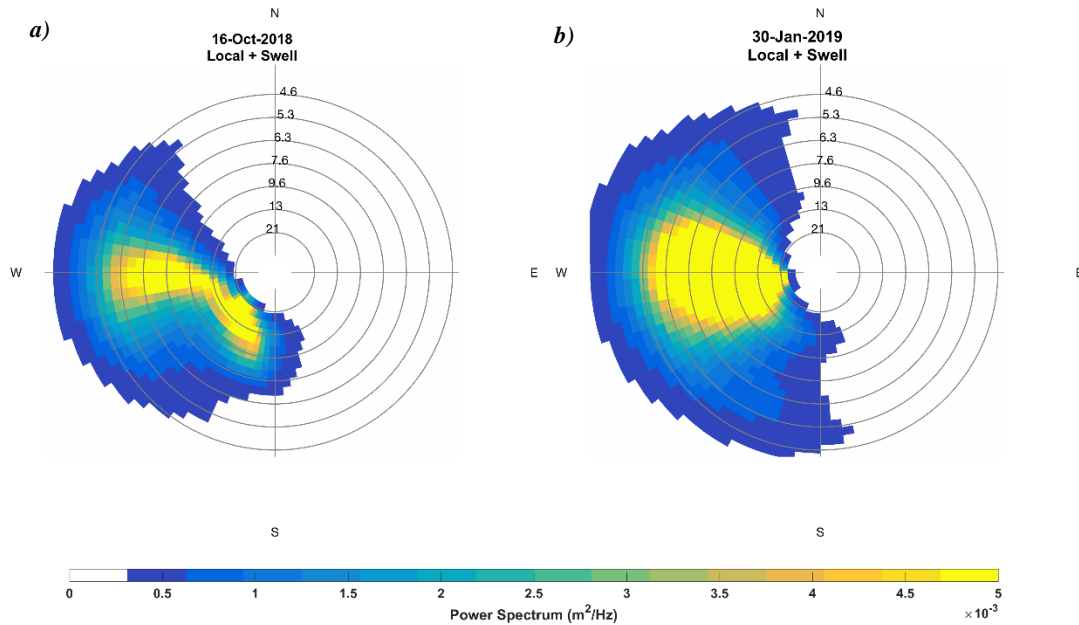 a)
N
16-Oct-2018
Local + Swell
4.6
5.3
6.3
7.6
9.6
13
21
W
E
S
b)
N
30-Jan-2019
Local + Swell
4.6
5.3
6.3
7.6
9.6
13
21
W
E
S
0 0.5 1 1.5 2 2.5 3 3.5 4 4.5 5
Power Spectrum (m²/Hz)
×10⁻³